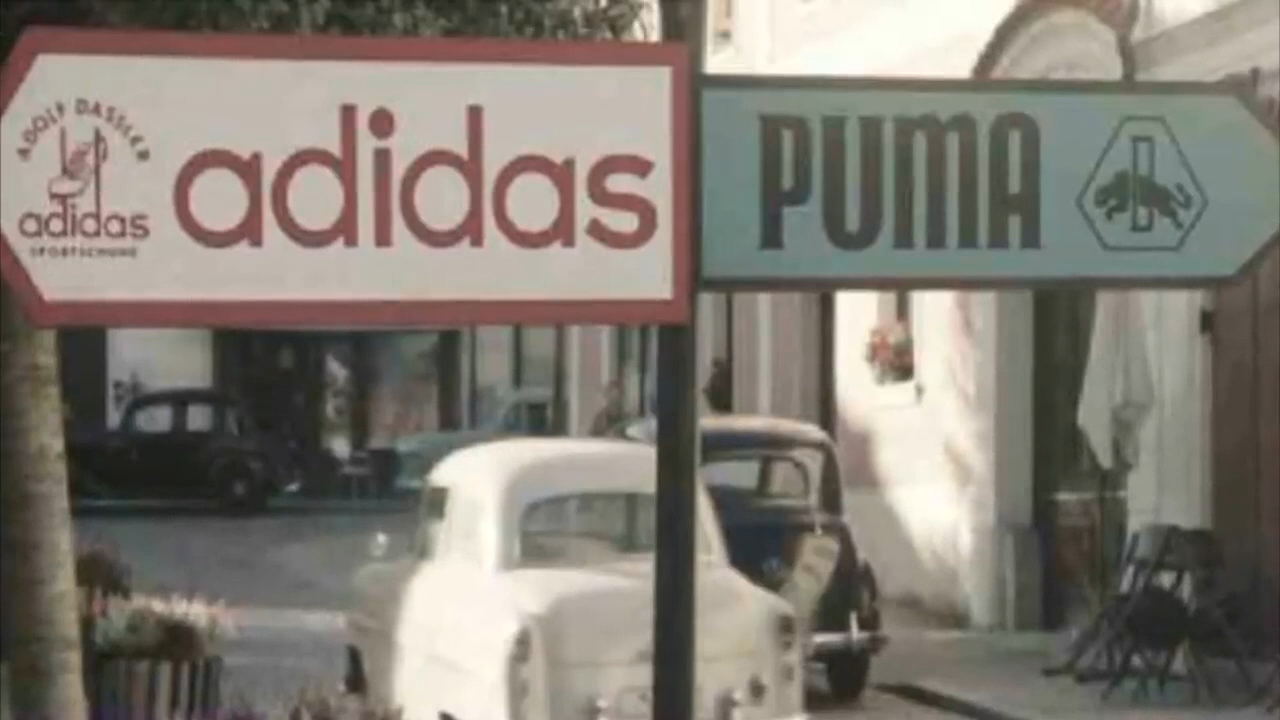 ADOLF DASSLER
adidas
SPORTSCHUHE
adidas
PUMA
D